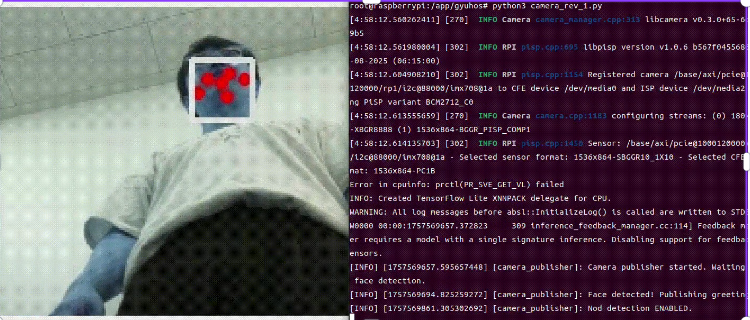 root@raspberrypi:/app/gyuhos# python3 camera_rev_1.py
[4:58:12.560262411] [270] INFO Camera camera_manager.cpp:313 libcamera v0.3.0+65-6
9b5
[4:58:12.561980004] [302] INFO RPI pisp.cpp:695 libpisp version v1.0.6 b567f0455680
-08-2025 (06:15:00)
[4:58:12.604908210] [302] INFO RPI pisp.cpp:1154 Registered camera /base/axi/pcie@
120000/rp1/i2c@88000/imx708@1a to CFE device /dev/media0 and ISP device /dev/media2
ng PiSP variant BCM2712_C0
[4:58:12.613555659] [270] INFO Camera camera.cpp:1183 configuring streams: (0) 180
-XBGR8888 (1) 1536x864-BGGR_PISP_COMP1
[4:58:12.614135703] [302] INFO RPI pisp.cpp:1450 Sensor: /base/axi/pcie@1000120000
/i2c@88000/imx708@1a - Selected sensor format: 1536x864-SBGGR10_1X10 - Selected CFE
mat: 1536x864-PC1B
Error in cpuinfo: prctl(PR_SVE_GET_VL) failed
INFO: Created TensorFlow Lite XNNPACK delegate for CPU.
WARNING: All log messages before absl::InitializeLog() is called are written to STD
W0000 00:00:1757569657.372823 309 inference_feedback_manager.cc:114] Feedback m
er requires a model with a single signature inference. Disabling support for feedba
ensors.
[INFO] [1757569657.595657448] [camera_publisher]: Camera publisher started. Waiting
face detection.
[INFO] [1757569694.825259272] [camera_publisher]: Face detected! Publishing greetin
[INFO] [1757569861.305302692] [camera_publisher]: Nod detection ENABLED.